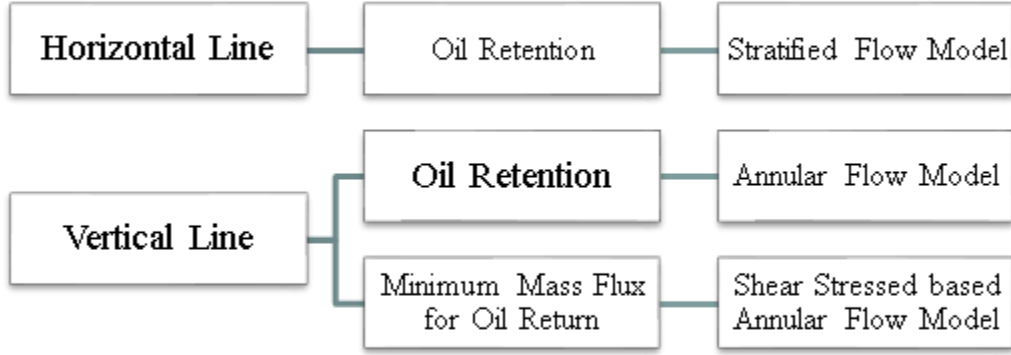 Horizontal Line
Oil Retention
Stratified Flow Model
Vertical Line
Oil Retention
Annular Flow Model
Minimum Mass Flux
for Oil Return
Shear Stressed based
Annular Flow Model